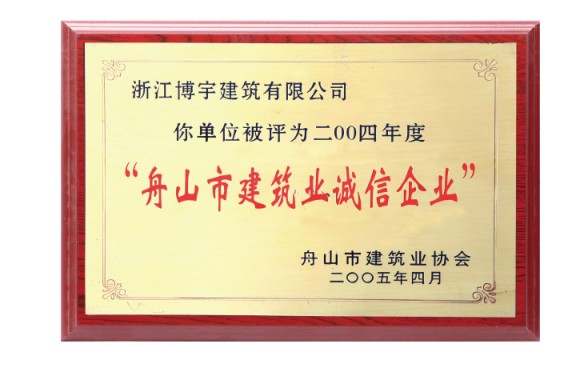 浙江博宇建筑有限公司
你单位被评为二00四年度
“舟山市建筑业诚信企业”
舟山市建筑业协会
二〇〇五年四月